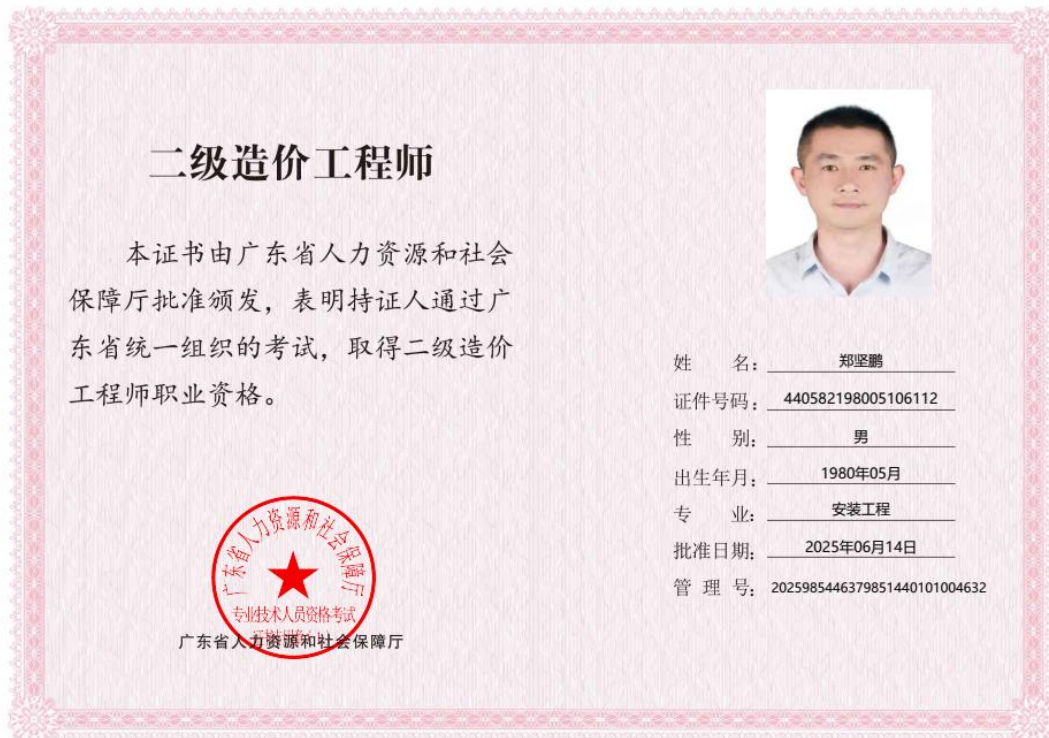 二级造价工程师
本证书由广东省人力资源和社会
保障厅批准颁发，表明持证人通过广
东省统一组织的考试，取得二级造价
工程师职业资格。
广东省人力资源和社会保障厅
专业技术人员资格考试
广东省人力资源和社会保障厅
姓 名：郑坚鹏
证件号码：440582198005106112
性 别：男
出生年月：1980年05月
专 业：安装工程
批准日期：2025年06月14日
管 理 号：2025985446379851440101004632